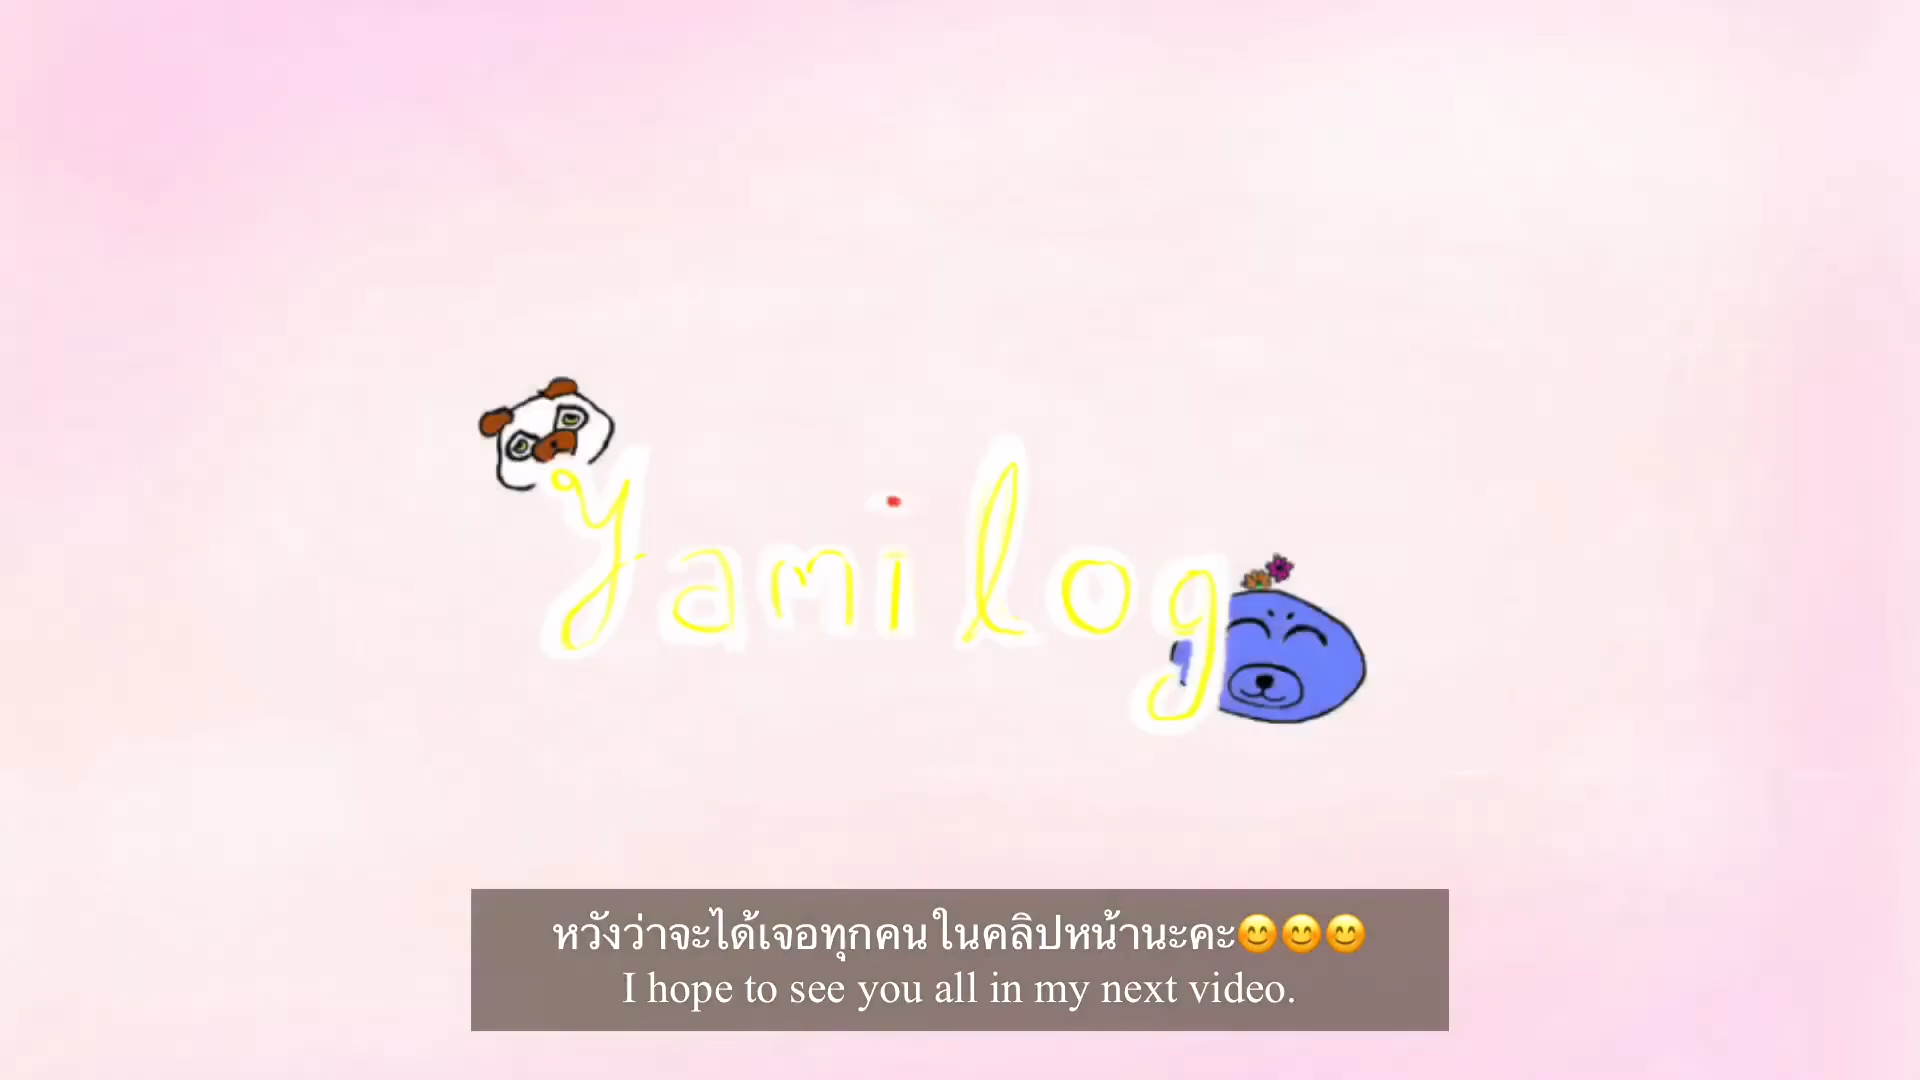 Yami log
หวังว่าจะได้เจอทุกคนในคลิปหน้านะคะ😊😊😊
I hope to see you all in my next video.